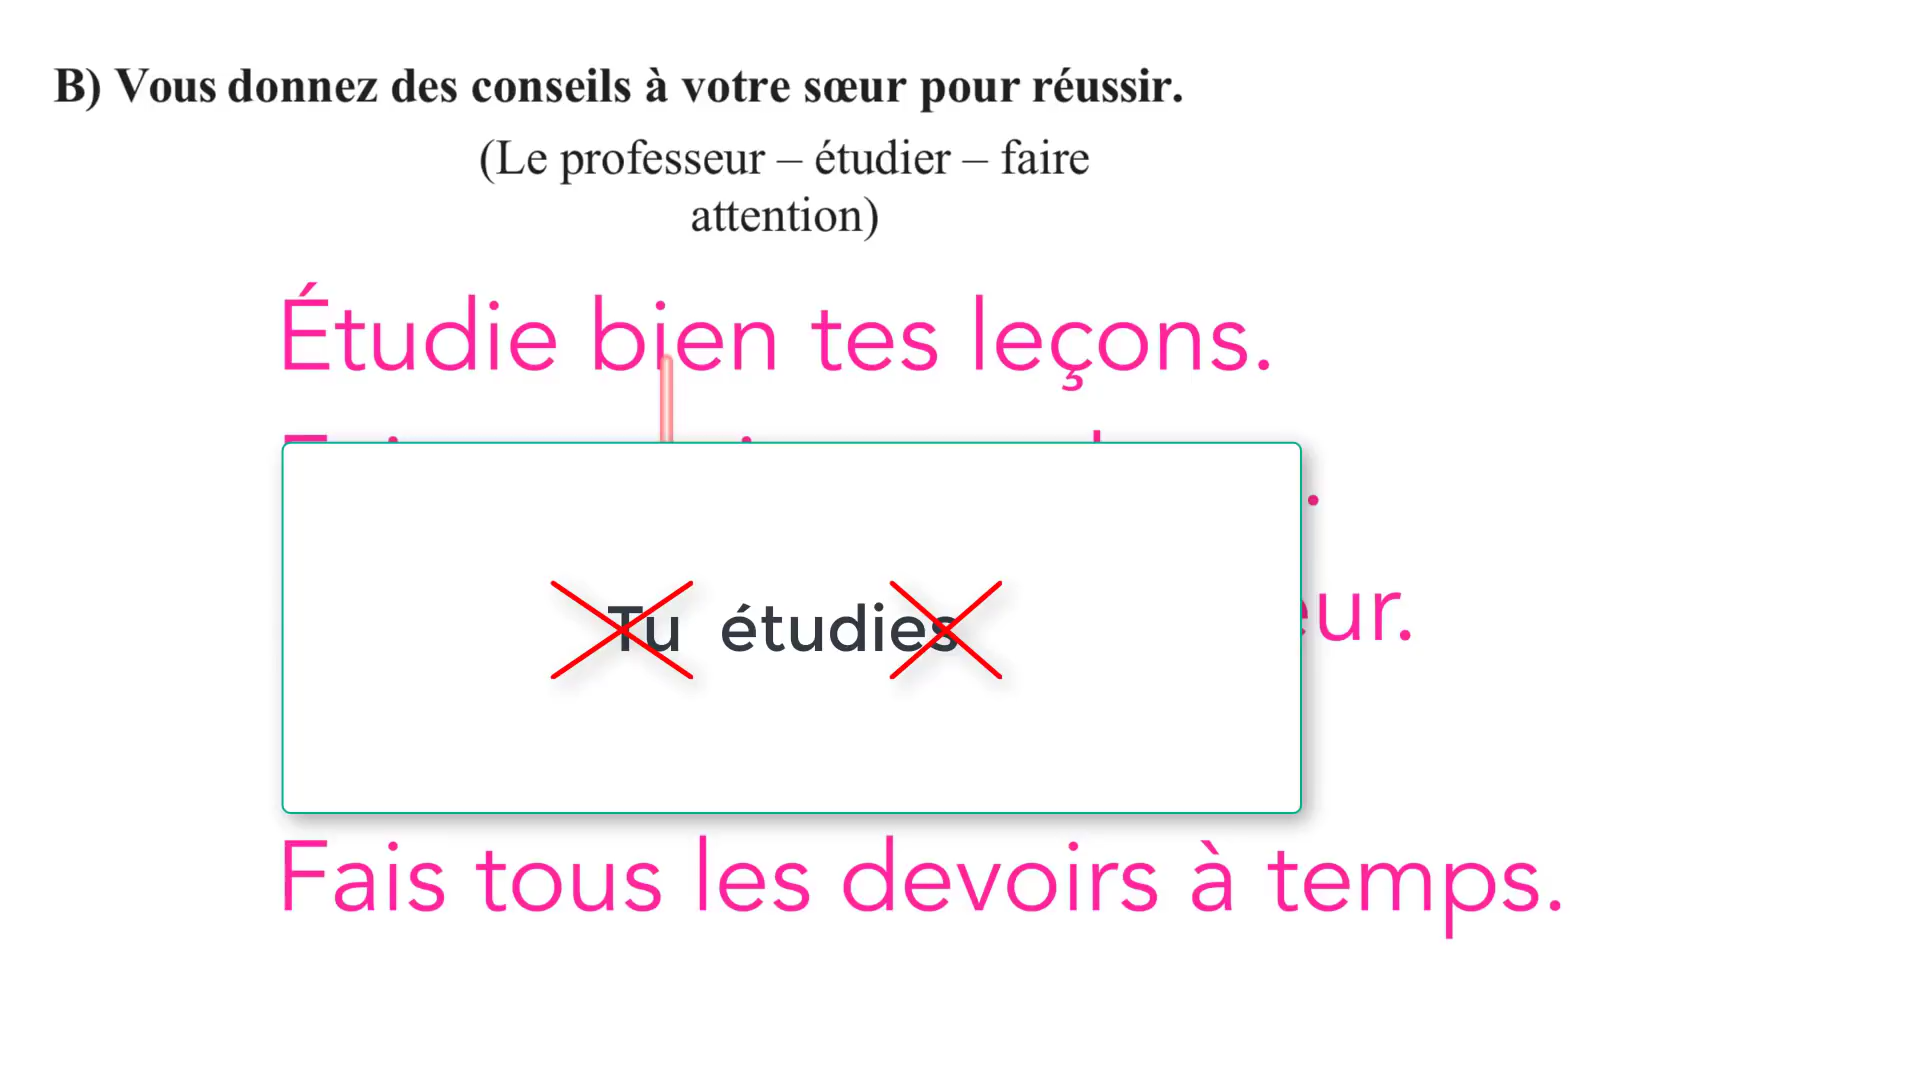 B) Vous donnez des conseils à votre sœur pour réussir.
(Le professeur – étudier – faire
attention)
Étudie bien tes leçons.
Tu étudies
Fais tous les devoirs à temps.